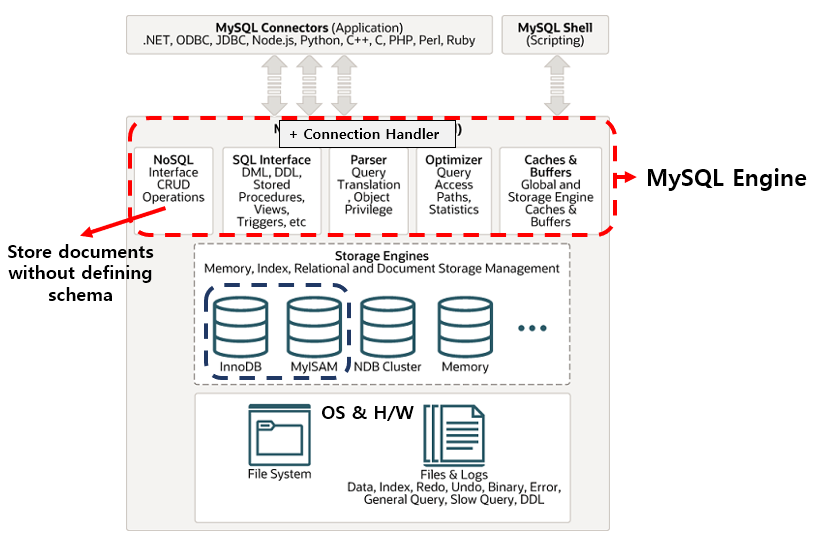 MySQL Connectors (Application)
.NET, ODBC, JDBC, Node.js, Python, C++, C, PHP, Perl, Ruby
MySQL Shell
(Scripting)
+ Connection Handler
NoSQL
Interface
CRUD
Operations
SQL Interface
DML, DDL,
Stored
Procedures,
Views,
Triggers, etc
Parser
Query
Translation
, Object
Privilege
Optimizer
Query
Access
Paths,
Statistics
Caches &
Buffers
Global and
Storage Engine
Caches &
Buffers
MySQL Engine
Store documents
without defining
schema
Storage Engines
Memory, Index, Relational and Document Storage Management
InnoDB
MyISAM
NDB Cluster
Memory
OS & H/W
File System
Files & Logs
Data, Index, Redo, Undo, Binary, Error,
General Query, Slow Query, DDL